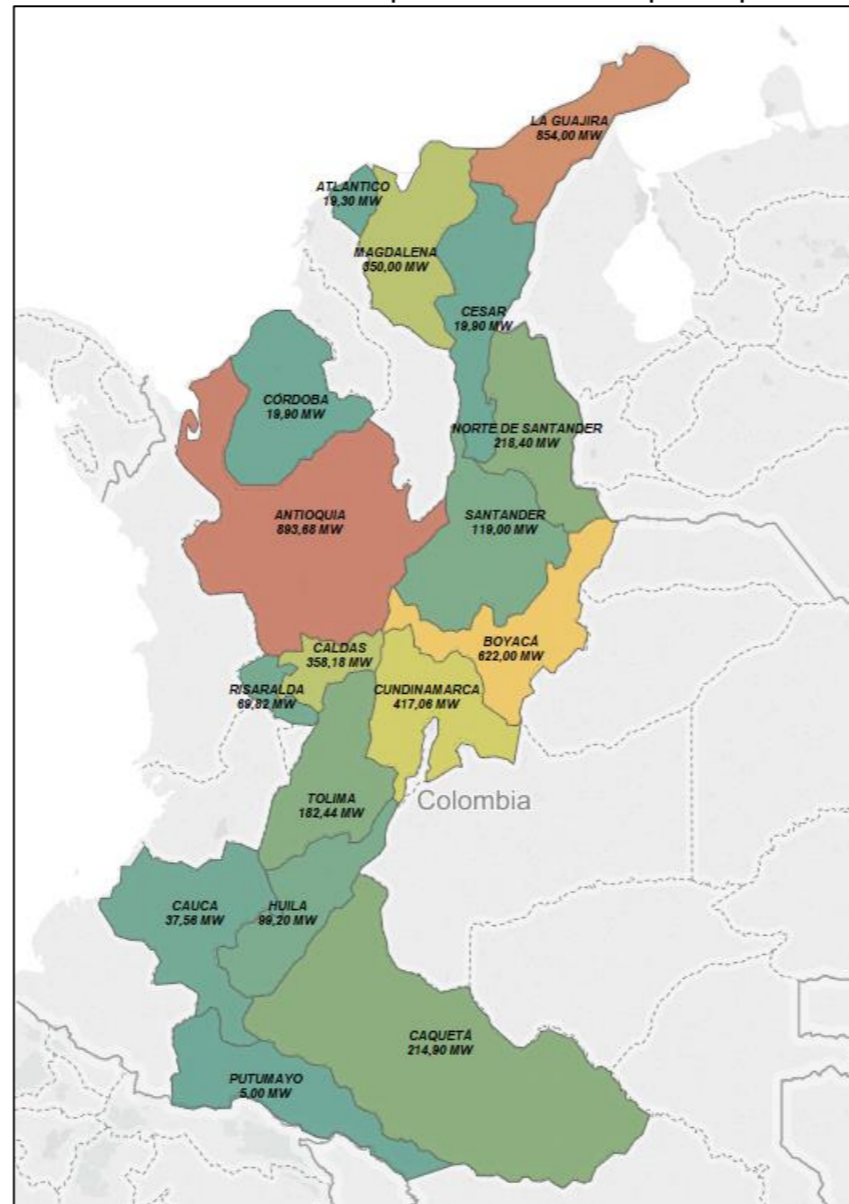 LA GUAJIRA
854,00 MW
ATLANTICO
19,30 MW
MAGDALENA
350,00 MW
CESAR
19,90 MW
CÓRDOBA
19,90 MW
NORTE DE SANTANDER
218,40 MW
ANTIOQUIA
893,68 MW
SANTANDER
119,00 MW
BOYACÁ
622,00 MW
CALDAS
358,18 MW
RISARALDA
69,82 MW
CUNDINAMARCA
417,06 MW
TOLIMA
182,44 MW
Colombia
CAUCA
37,56 MW
HUILA
99,20 MW
CAQUETÁ
214,90 MW
PUTUMAYO
5,00 MW